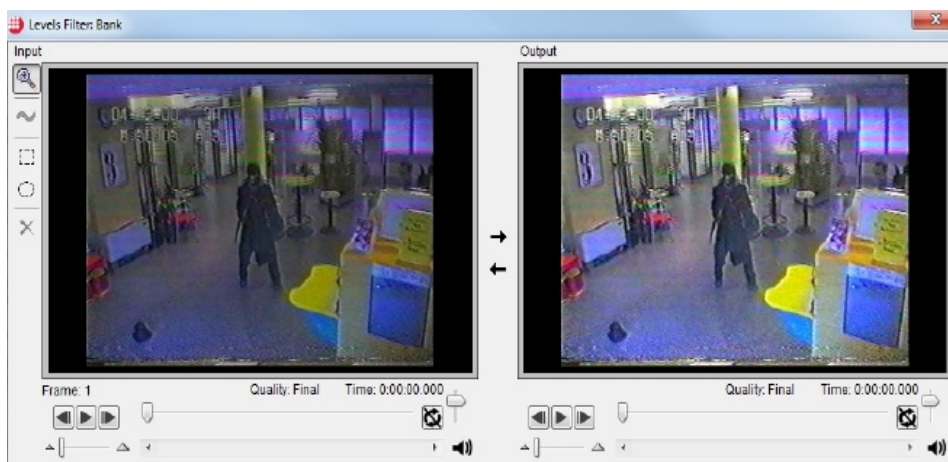 Levels Filter: Bank
Input
Output
Frame: 1
Quality: Final
Time: 0:00:00.000
Quality: Final
Time: 0:00:00.000